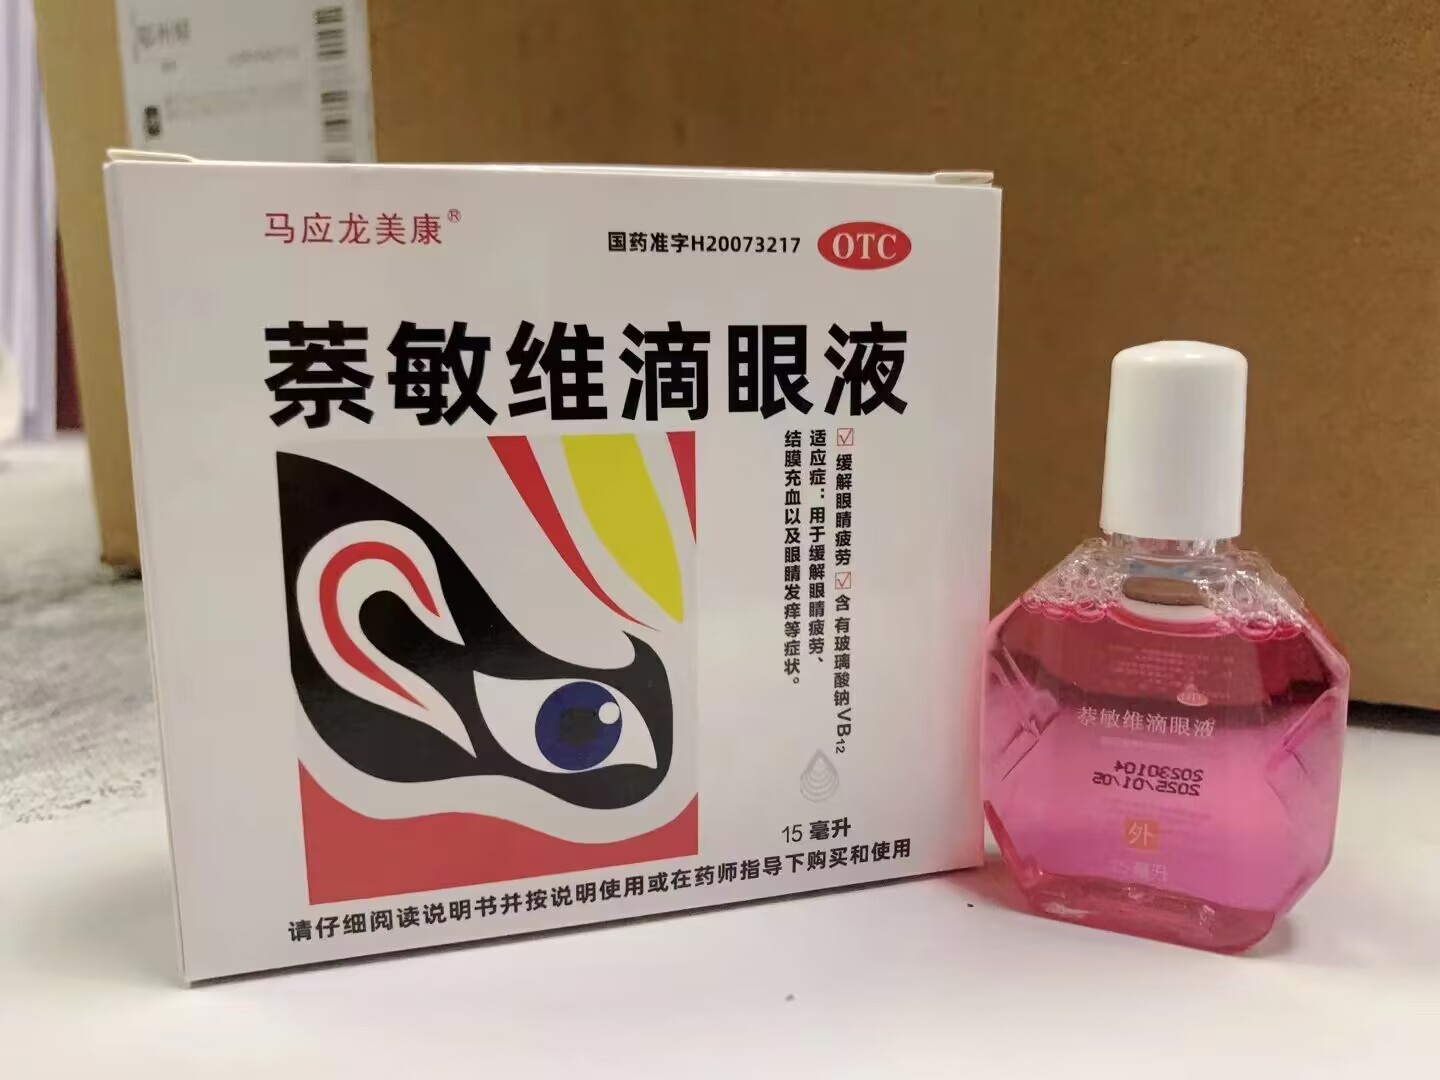 马应龙美康®
国药准字H20073217
OTC
萘敏维滴眼液
☑ 缓解眼睛疲劳 ☑ 含有玻璃酸钠VB12
适应症：用于缓解眼睛疲劳、
结膜充血以及眼睛发痒等症状。
15 毫升
请仔细阅读说明书并按说明使用或在药师指导下购买和使用
OTC
萘敏维滴眼液
20230104
2025/01/05
外
15 毫升